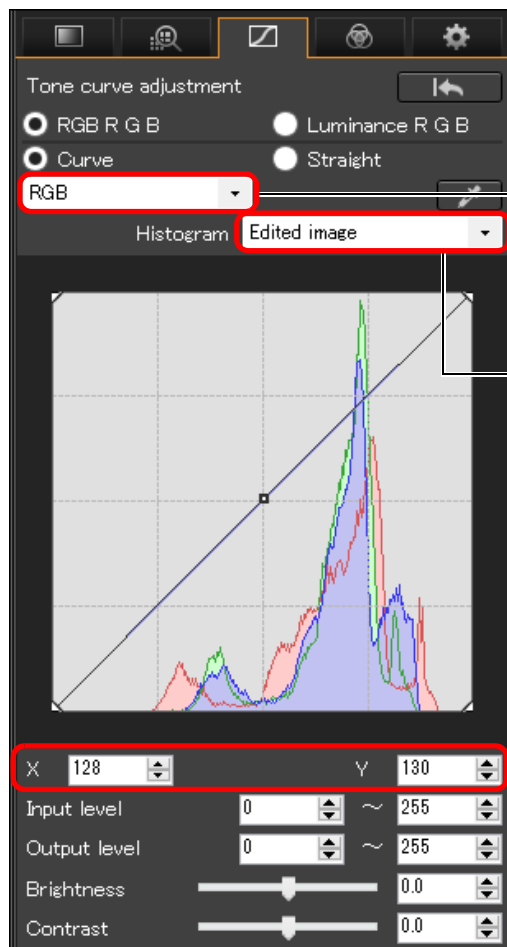 Tone curve adjustment
RGB R G B Luminance R G B
Curve Straight
RGB
Histogram Edited image
X 128 Y 130
Input level 0 ~ 255
Output level 0 ~ 255
Brightness 0.0
Contrast 0.0